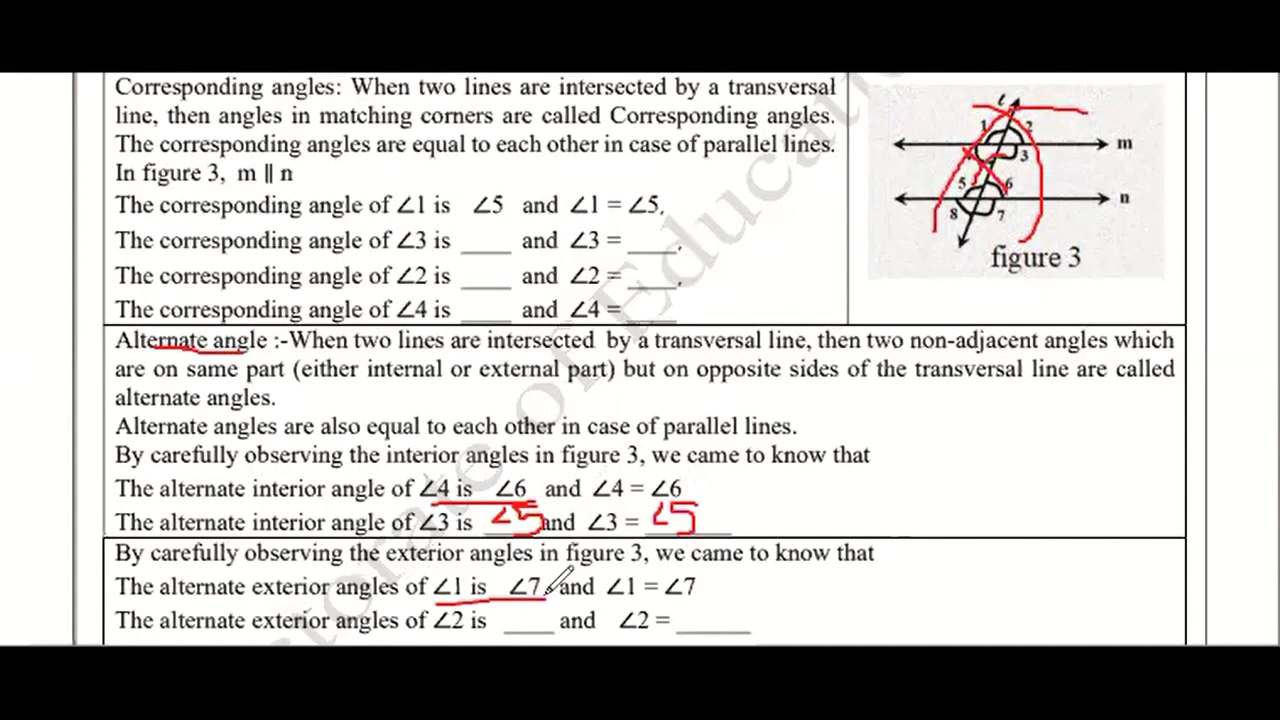 Corresponding angles: When two lines are intersected by a transversal
line, then angles in matching corners are called Corresponding angles.
The corresponding angles are equal to each other in case of parallel lines.
In figure 3, m ∥ n
The corresponding angle of ∠1 is ∠5 and ∠1 = ∠5,
The corresponding angle of ∠3 is ____ and ∠3 = ____,
The corresponding angle of ∠2 is ____ and ∠2 = ____,
The corresponding angle of ∠4 is ____ and ∠4 = ____
ℓ
1 2
m
3
5 6
n
8 7
figure 3
Alternate angle :-When two lines are intersected by a transversal line, then two non-adjacent angles which
are on same part (either internal or external part) but on opposite sides of the transversal line are called
alternate angles.
Alternate angles are also equal to each other in case of parallel lines.
By carefully observing the interior angles in figure 3, we came to know that
The alternate interior angle of ∠4 is ∠6 and ∠4 = ∠6
The alternate interior angle of ∠3 is ∠5 and ∠3 = ∠5
By carefully observing the exterior angles in figure 3, we came to know that
The alternate exterior angles of ∠1 is ∠7 and ∠1 = ∠7
The alternate exterior angles of ∠2 is ____ and ∠2 = ______